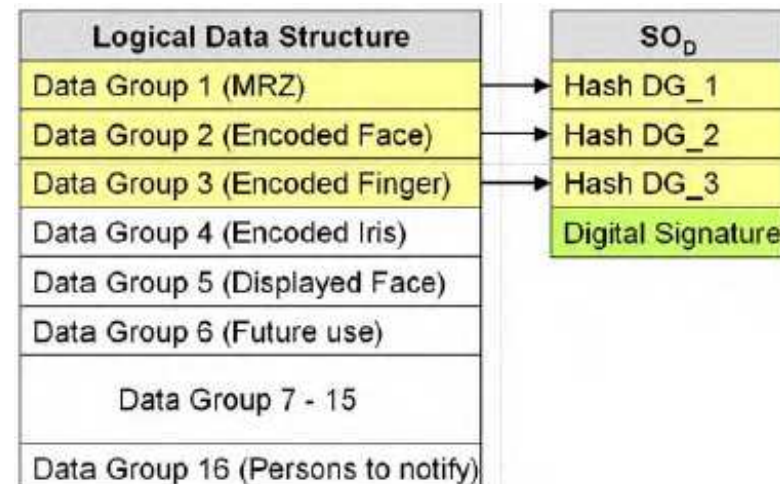 Logical Data Structure
Data Group 1 (MRZ)
Data Group 2 (Encoded Face)
Data Group 3 (Encoded Finger)
Data Group 4 (Encoded Iris)
Data Group 5 (Displayed Face)
Data Group 6 (Future use)
Data Group 7 - 15
Data Group 16 (Persons to notify)
SO_D
Hash DG_1
Hash DG_2
Hash DG_3
Digital Signature